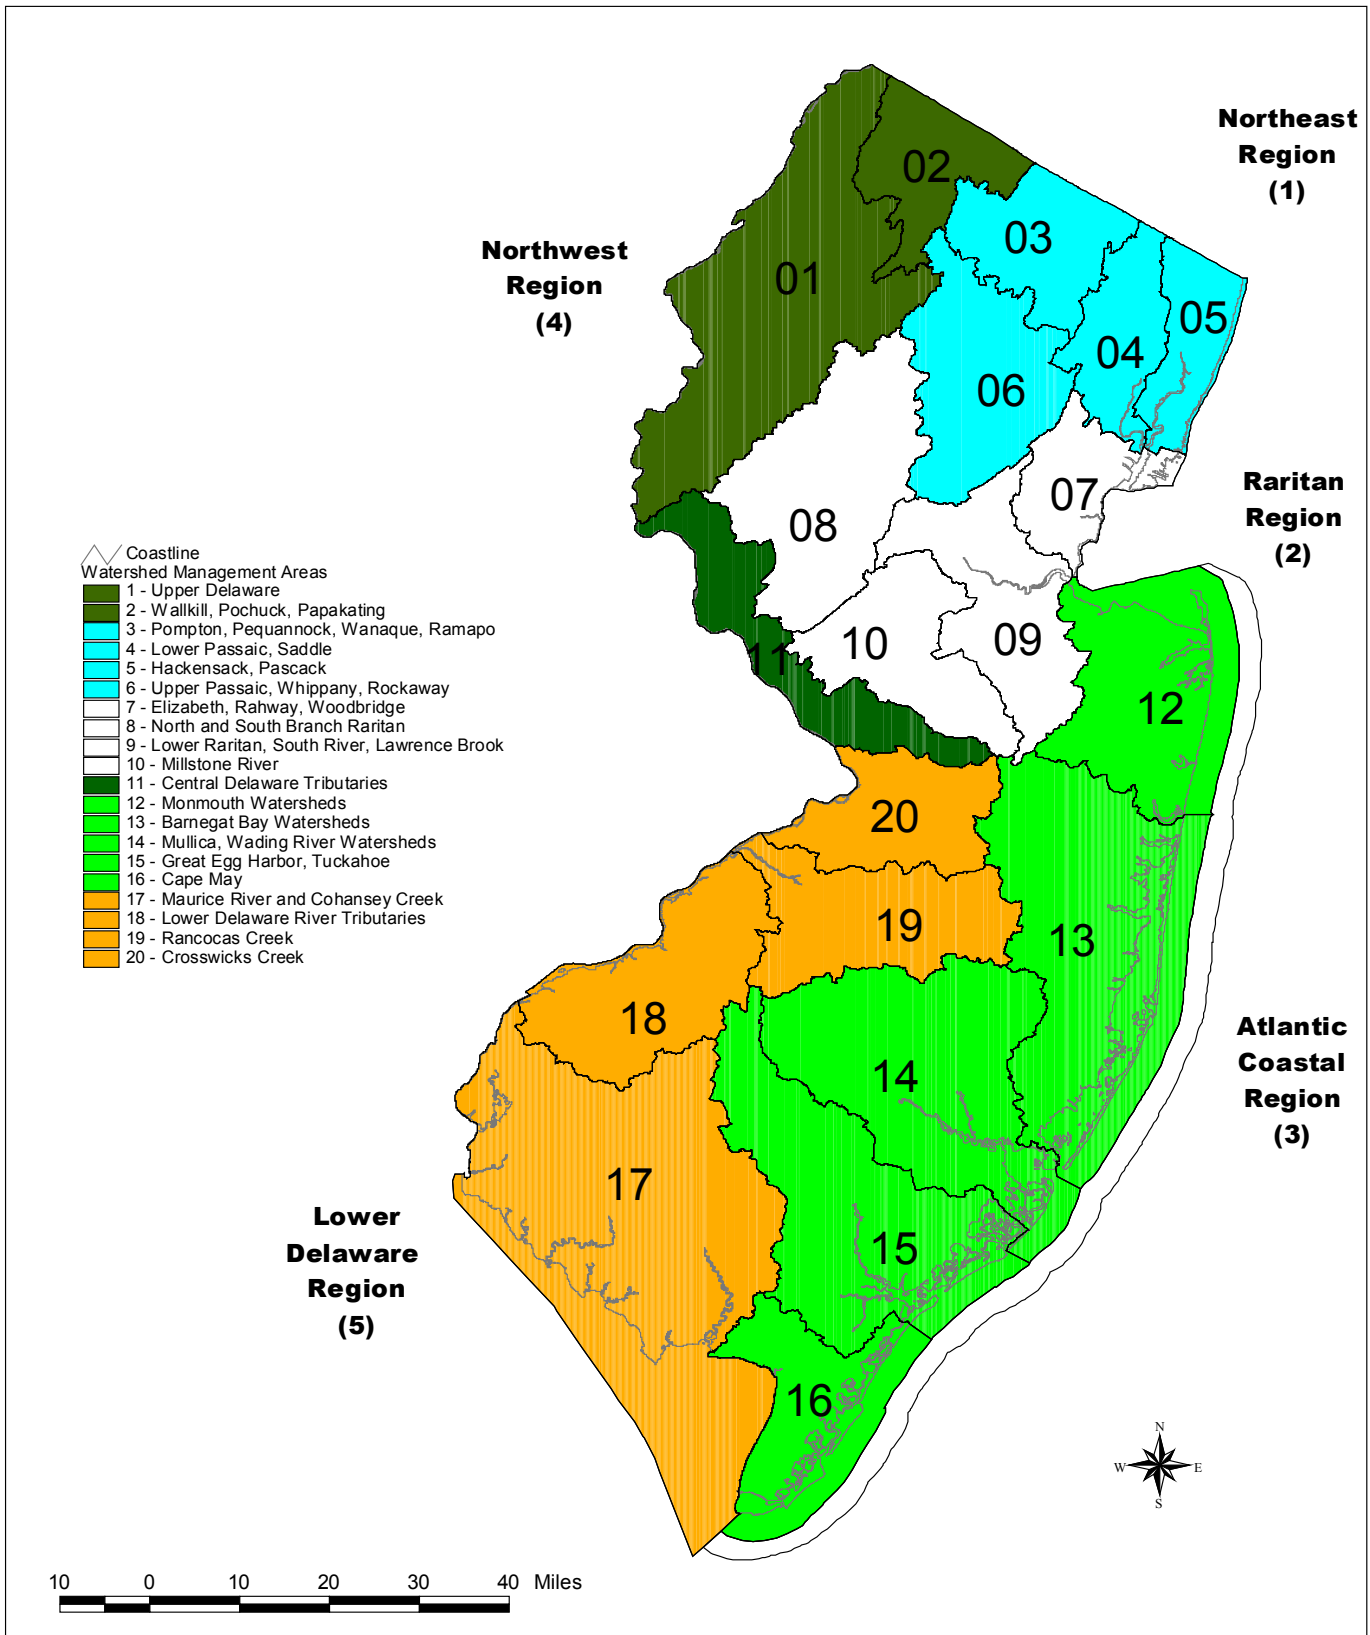 Northeast
Region
(1)
Northwest
Region
(4)
Raritan
Region
(2)
Atlantic
Coastal
Region
(3)
Lower
Delaware
Region
(5)
01
02
03
04
05
06
07
08
09
10
11
12
13
14
15
16
17
18
19
20
Coastline
Watershed Management Areas
1 - Upper Delaware
2 - Wallkill, Pochuck, Papakating
3 - Pompton, Pequannock, Wanaque, Ramapo
4 - Lower Passaic, Saddle
5 - Hackensack, Pascack
6 - Upper Passaic, Whippany, Rockaway
7 - Elizabeth, Rahway, Woodbridge
8 - North and South Branch Raritan
9 - Lower Raritan, South River, Lawrence Brook
10 - Millstone River
11 - Central Delaware Tributaries
12 - Monmouth Watersheds
13 - Barnegat Bay Watersheds
14 - Mullica, Wading River Watersheds
15 - Great Egg Harbor, Tuckahoe
16 - Cape May
17 - Maurice River and Cohansey Creek
18 - Lower Delaware River Tributaries
19 - Rancocas Creek
20 - Crosswicks Creek
N
W E
S
10 0 10 20 30 40 Miles